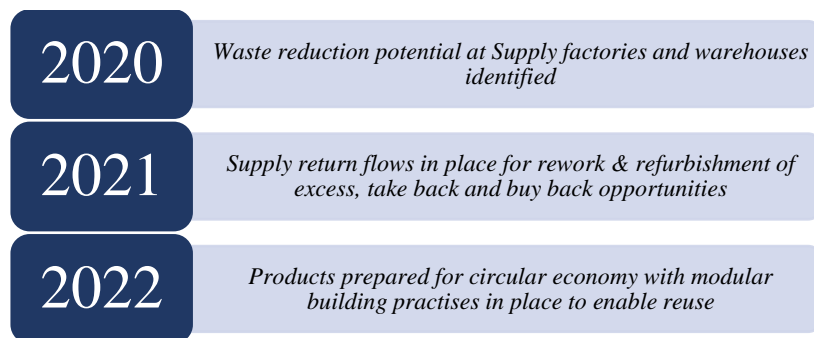 2020
Waste reduction potential at Supply factories and warehouses
identified
2021
Supply return flows in place for rework & refurbishment of
excess, take back and buy back opportunities
2022
Products prepared for circular economy with modular
building practises in place to enable reuse